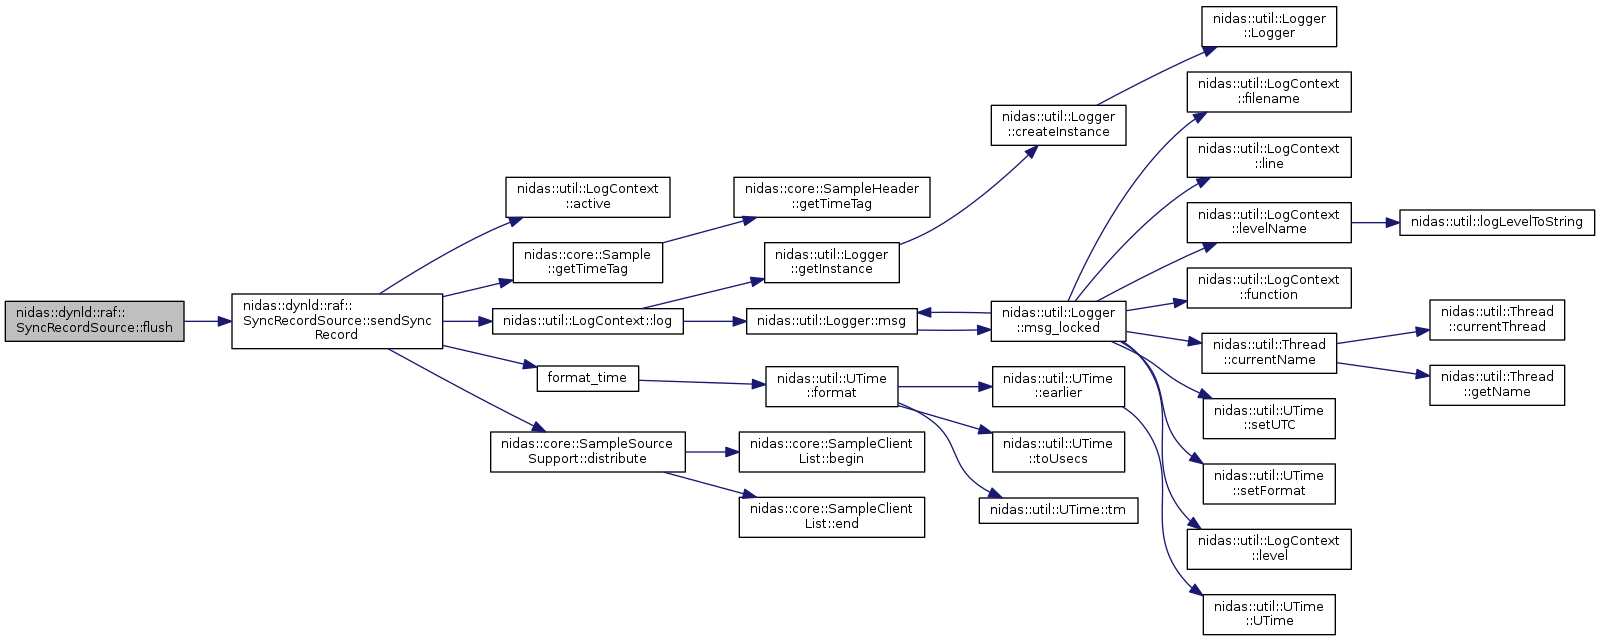 nidas::dynld::raf::
SyncRecordSource::flush
nidas::dynld::raf::
SyncRecordSource::sendSync
Record
nidas::util::LogContext
::active
nidas::core::Sample
::getTimeTag
nidas::util::LogContext::log
format_time
nidas::core::SampleSource
Support::distribute
nidas::core::SampleHeader
::getTimeTag
nidas::util::Logger
::getInstance
nidas::util::Logger::msg
nidas::util::UTime
::format
nidas::core::SampleClient
List::begin
nidas::core::SampleClient
List::end
nidas::util::Logger
::createInstance
nidas::util::Logger
::msg_locked
nidas::util::UTime
::earlier
nidas::util::UTime
::toUsecs
nidas::util::UTime::tm
nidas::util::Logger
::Logger
nidas::util::LogContext
::filename
nidas::util::LogContext
::line
nidas::util::LogContext
::levelName
nidas::util::LogContext
::function
nidas::util::Thread
::currentName
nidas::util::UTime
::setUTC
nidas::util::UTime
::setFormat
nidas::util::LogContext
::level
nidas::util::UTime
::UTime
nidas::util::logLevelToString
nidas::util::Thread
::currentThread
nidas::util::Thread
::getName